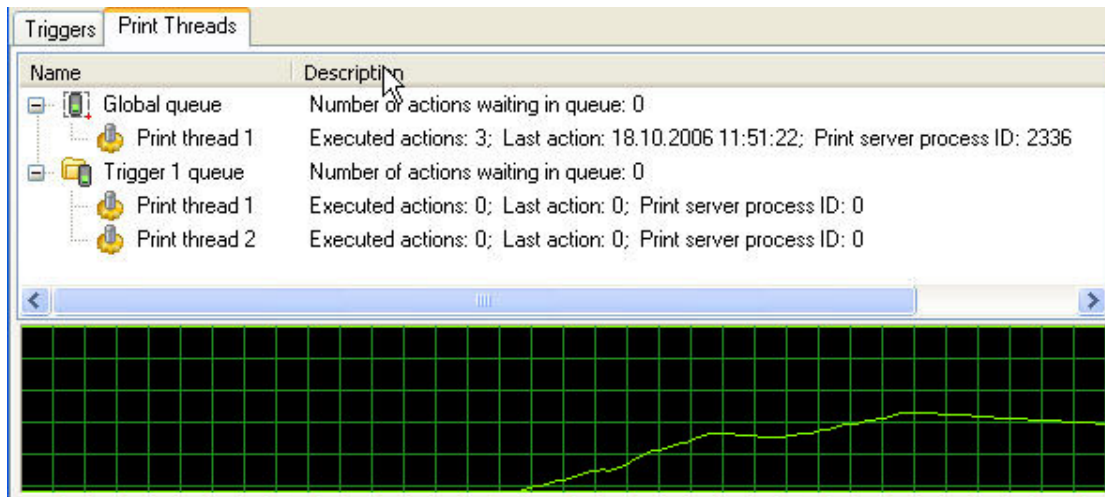 Triggers Print Threads
Name Description
Global queue Number of actions waiting in queue: 0
Print thread 1 Executed actions: 3; Last action: 18.10.2006 11:51:22; Print server process ID: 2336
Trigger 1 queue Number of actions waiting in queue: 0
Print thread 1 Executed actions: 0; Last action: 0; Print server process ID: 0
Print thread 2 Executed actions: 0; Last action: 0; Print server process ID: 0